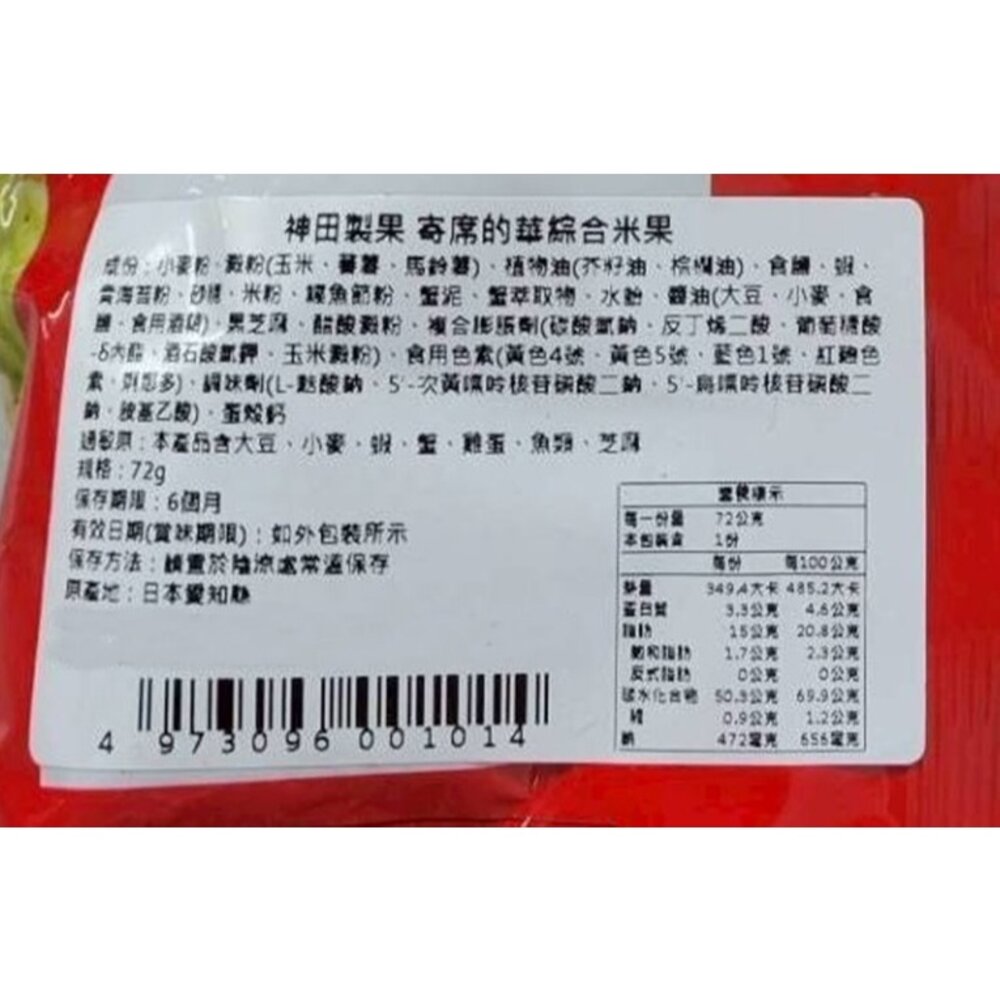 神田製果 寄席的華綜合米果
成份：小麥粉、澱粉(玉米、蕃薯、馬鈴薯)、植物油(芥籽油、棕櫚油)、食鹽、蝦、
青海苔粉、砂糖、米粉、鰹魚節粉、蟹泥、蟹萃取物、水飴、醬油(大豆、小麥、食
鹽、食用酒精)、黑芝麻、醋酸澱粉、複合膨脹劑(碳酸氫鈉、反丁烯二酸、葡萄糖酸
-δ內酯、酒石酸氫鉀、玉米澱粉)、食用色素(黃色4號、黃色5號、藍色1號、紅麴色
素、婀娜多)、調味劑(L-麩酸鈉、5'-次黃嘌呤核苷磷酸二鈉、5'-鳥嘌呤核苷磷酸二
鈉、胺基乙酸)、蛋殼鈣
過敏原：本產品含大豆、小麥、蝦、蟹、雞蛋、魚類、芝麻
規格：72g
保存期限：6個月
有效日期(賞味期限)：如外包裝所示
保存方法：請置於陰涼處常溫保存
原產地：日本愛知縣
營養標示
每一份量 72公克
本包裝含 1份
每份 每100公克
熱量 349.4大卡 485.2大卡
蛋白質 3.3公克 4.6公克
脂肪 15公克 20.8公克
飽和脂肪 1.7公克 2.3公克
反式脂肪 0公克 0公克
碳水化合物 50.3公克 69.9公克
糖 0.9公克 1.2公克
鈉 472毫克 656毫克
4 973096 001014